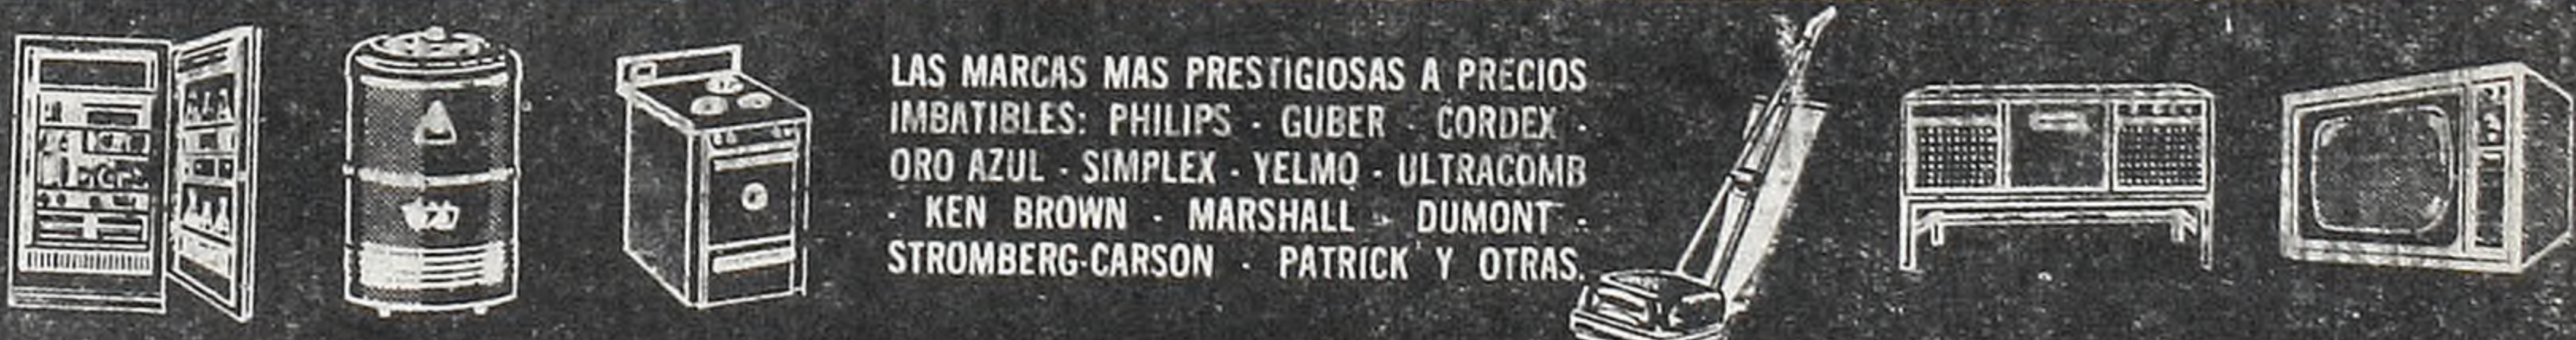 LAS MARCAS MAS PRESTIGIOSAS A PRECIOS
IMBATIBLES: PHILIPS - GUBER - CORDEX -
ORO AZUL - SIMPLEX - YELMO - ULTRACOMB
- KEN BROWN - MARSHALL - DUMONT -
STROMBERG-CARSON - PATRICK Y OTRAS.